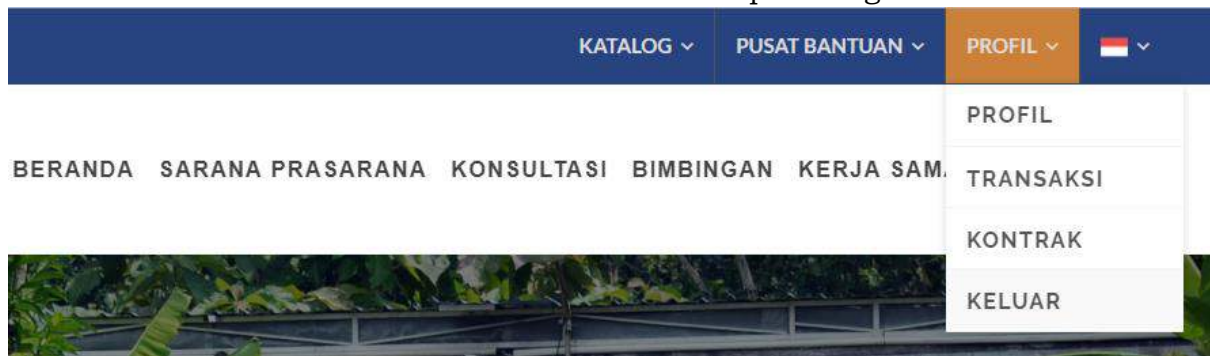 KATALOG PUSAT BANTUAN PROFIL
PROFIL
BERANDA SARANA PRASARANA KONSULTASI BIMBINGAN KERJA SAM
TRANSAKSI
KONTRAK
KELUAR